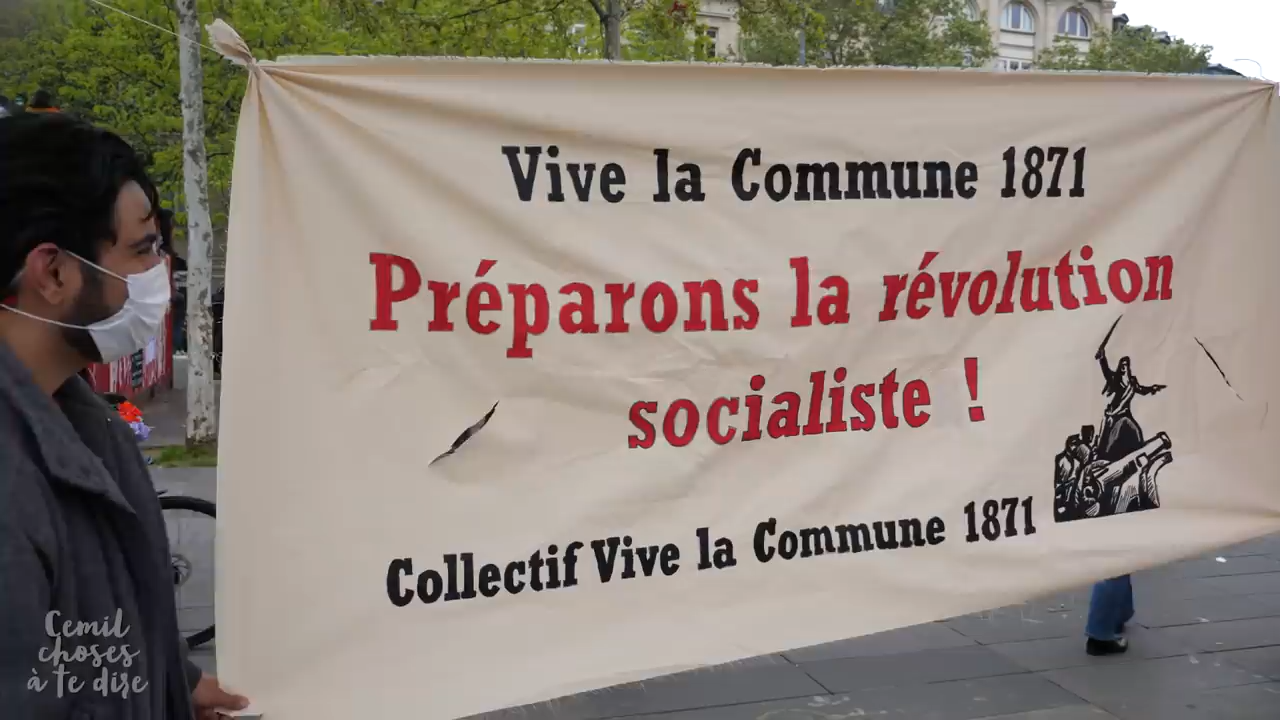 Vive la Commune 1871
Préparons la révolution
socialiste !
Collectif Vive la Commune 1871
Cemil
choses
à te dire